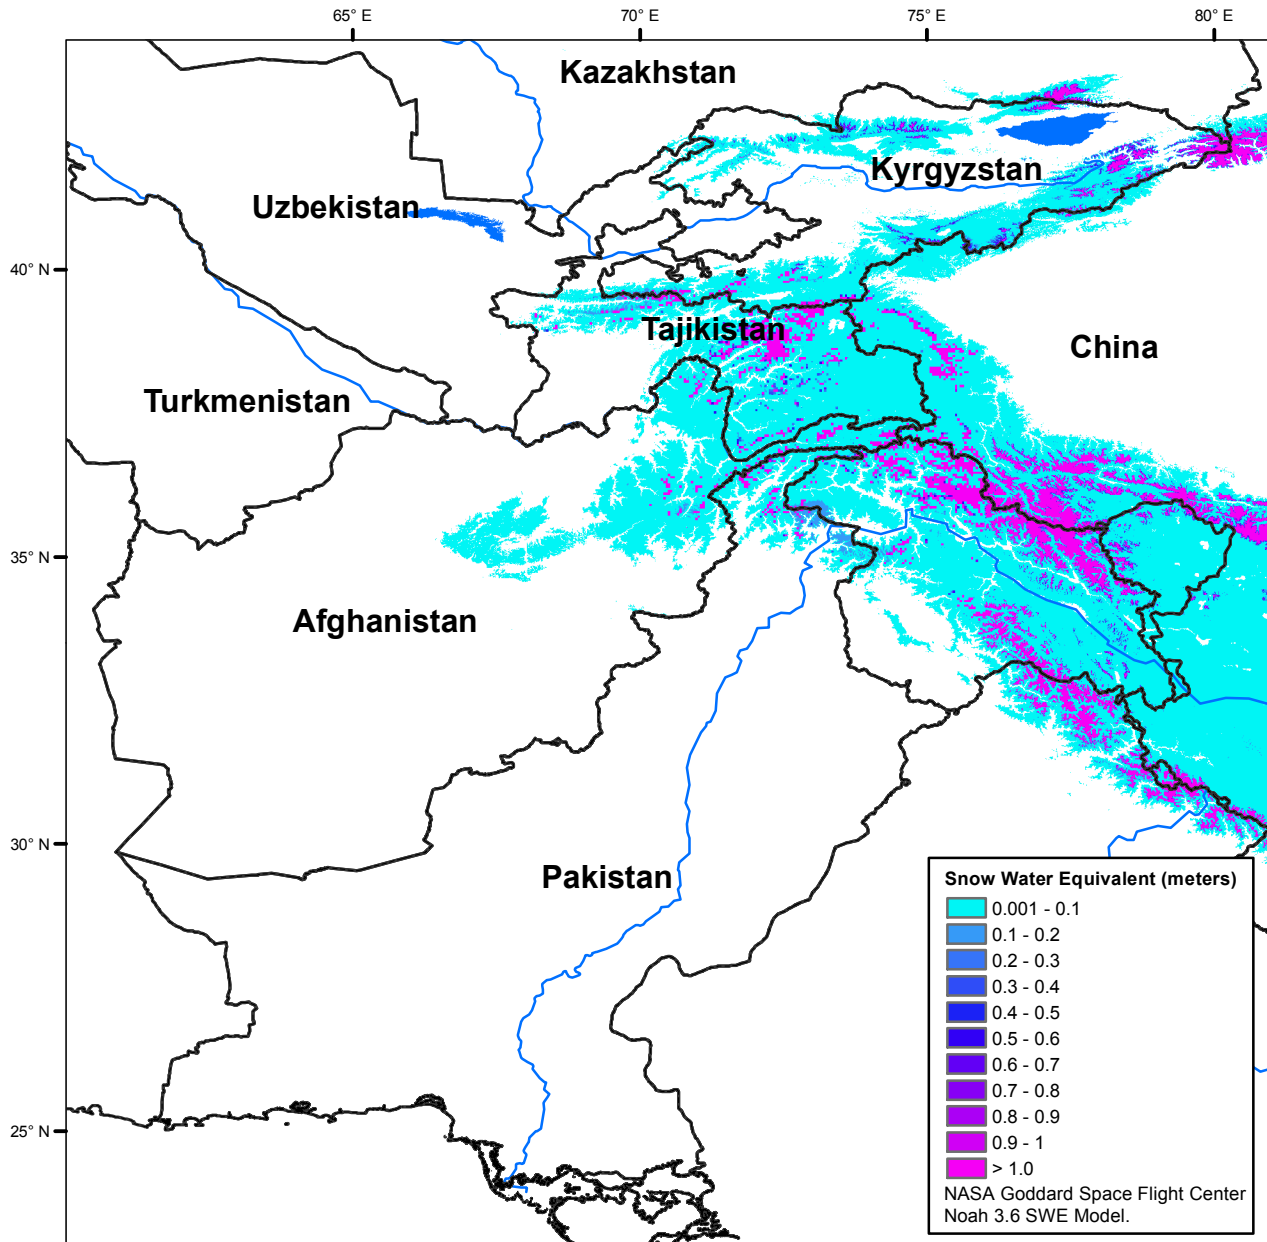 65° E
70° E
75° E
80° E
Kazakhstan
Kyrgyzstan
Uzbekistan
40° N
Tajikistan
China
Turkmenistan
35° N
Afghanistan
30° N
Pakistan
25° N
Snow Water Equivalent (meters)
0.001 - 0.1
0.1 - 0.2
0.2 - 0.3
0.3 - 0.4
0.4 - 0.5
0.5 - 0.6
0.6 - 0.7
0.7 - 0.8
0.8 - 0.9
0.9 - 1
> 1.0
NASA Goddard Space Flight Center
Noah 3.6 SWE Model.